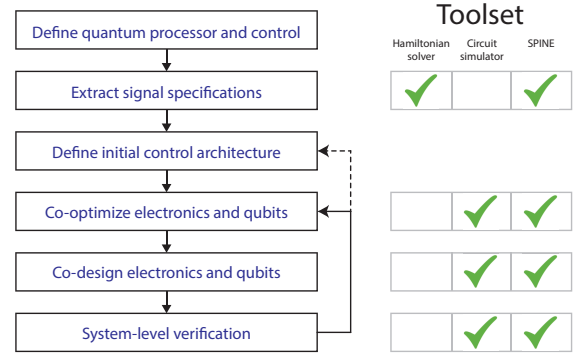 Toolset
Define quantum processor and control
Hamiltonian solver
Circuit simulator
SPINE
Extract signal specifications
Define initial control architecture
Co-optimize electronics and qubits
Co-design electronics and qubits
System-level verification